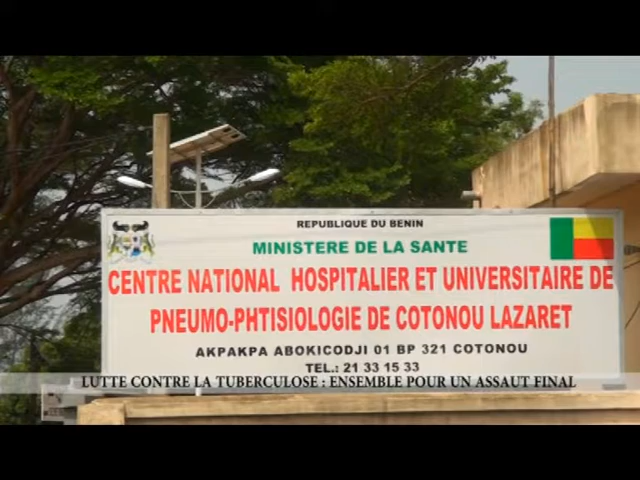 REPUBLIQUE DU BENIN
MINISTERE DE LA SANTE
CENTRE NATIONAL HOSPITALIER ET UNIVERSITAIRE DE
PNEUMO-PHTISIOLOGIE DE COTONOU LAZARET
AKPAKPA ABOKICODJI 01 BP 321 COTONOU
TEL.: 21 33 15 33
LUTTE CONTRE LA TUBERCULOSE : ENSEMBLE POUR UN ASSAUT FINAL